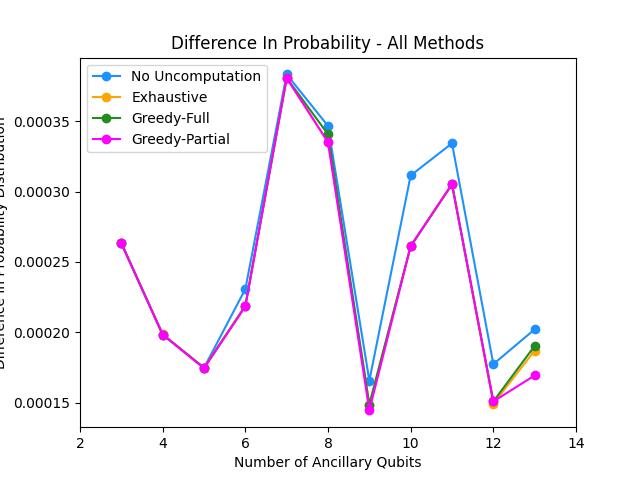 Difference In Probability - All Methods
No Uncomputation
Exhaustive
Greedy-Full
Greedy-Partial
0.00035
0.00030
0.00025
0.00020
0.00015
2 4 6 8 10 12 14
Number of Ancillary Qubits
in Probability Distribution